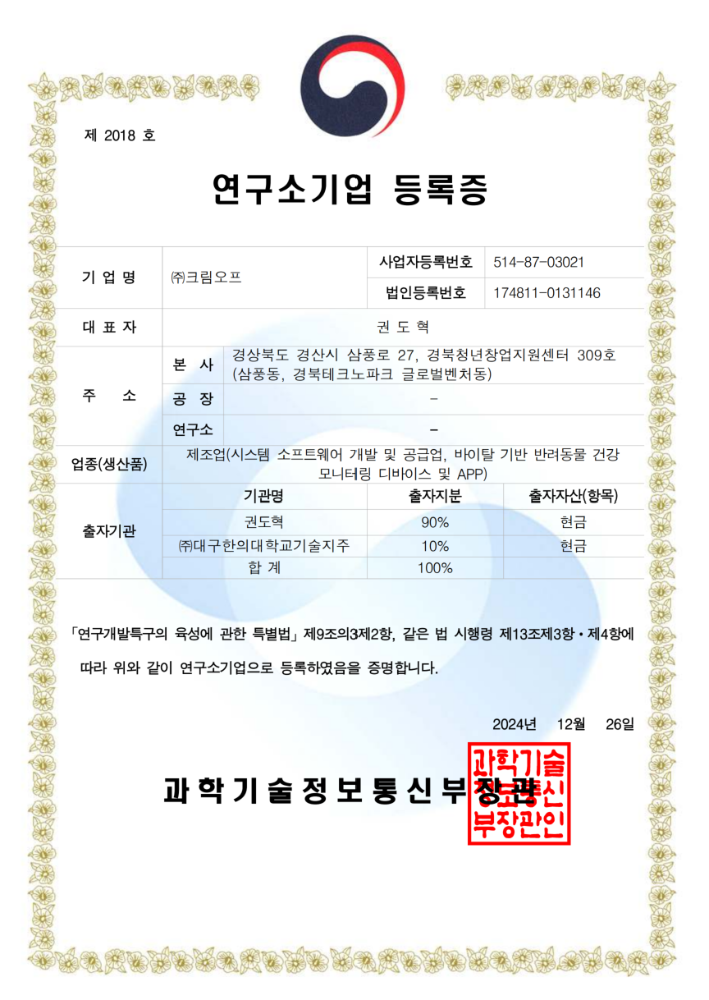 제 2018 호
연구소기업 등록증
기 업 명 ㈜크림오프 사업자등록번호 514-87-03021
법인등록번호 174811-0131146
대 표 자 권 도 혁
주 소 본 사 경상북도 경산시 삼풍로 27, 경북청년창업지원센터 309호
(삼풍동, 경북테크노파크 글로벌벤처동)
공 장 -
연구소 -
업종(생산품) 제조업(시스템 소프트웨어 개발 및 공급업, 바이탈 기반 반려동물 건강
모니터링 디바이스 및 APP)
출자기관 기관명 출자지분 출자자산(항목)
권도혁 90% 현금
㈜대구한의대학교기술지주 10% 현금
합 계 100%
「연구개발특구의 육성에 관한 특별법」제9조의3제2항, 같은 법 시행령 제13조제3항·제4항에
따라 위와 같이 연구소기업으로 등록하였음을 증명합니다.
2024년 12월 26일
과학기술정보통신부장관
과학기술
정보통신
부장관인